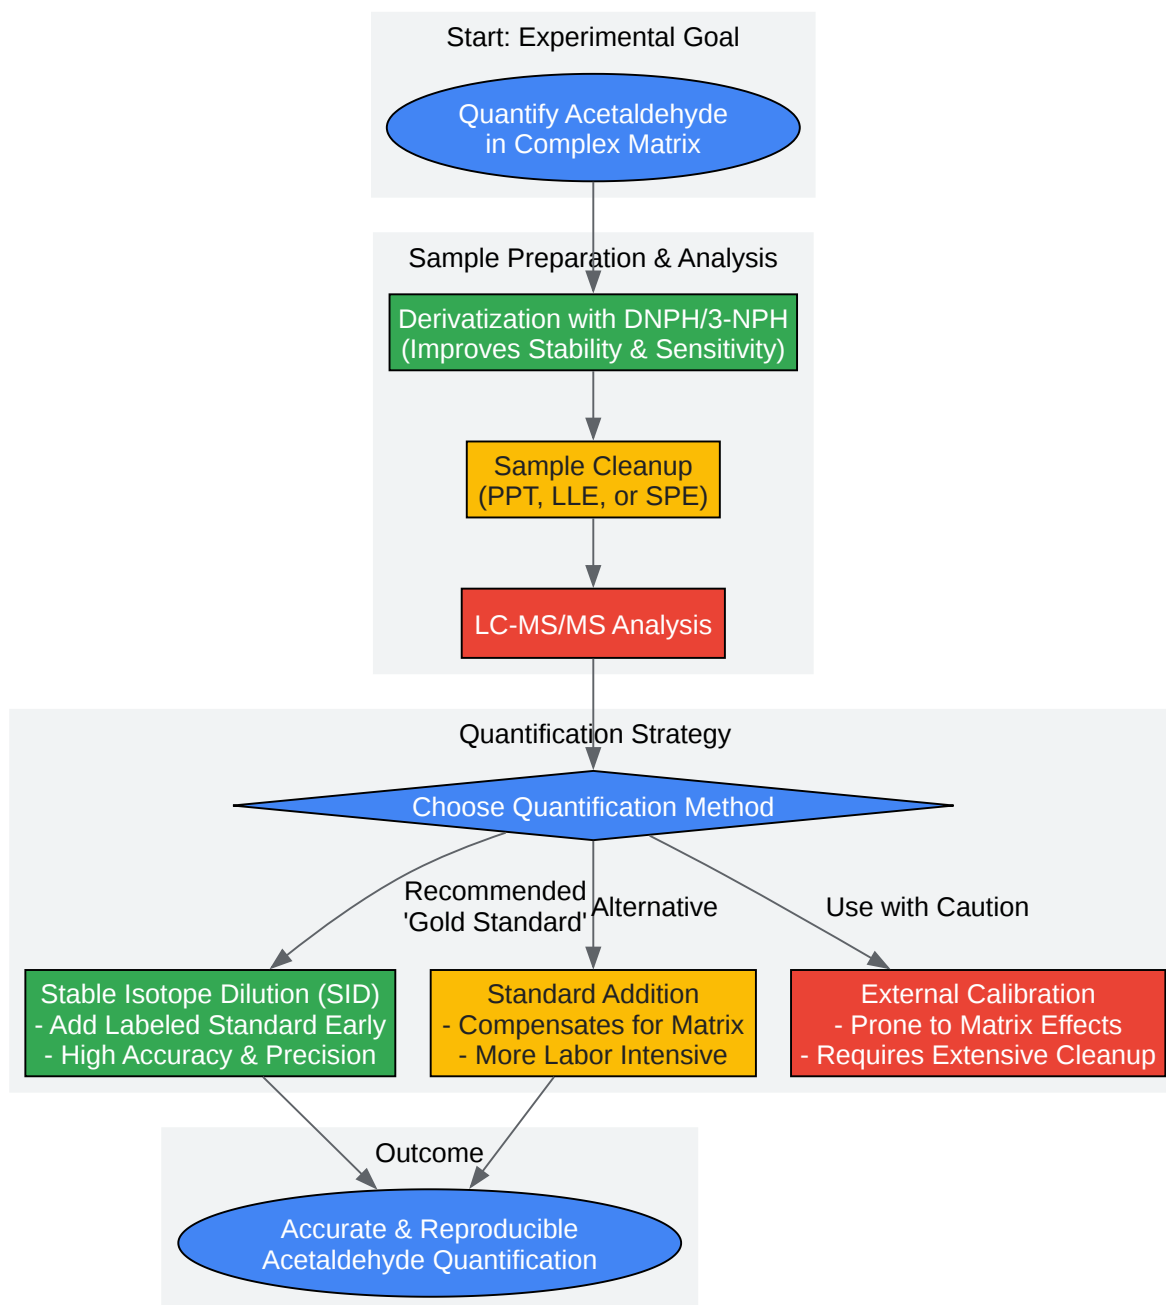 Start: Experimental Goal
Quantify Acetaldehyde
in Complex Matrix
Sample Preparation & Analysis
Derivatization with DNPH/3-NPH
(Improves Stability & Sensitivity)
Sample Cleanup
(PPT, LLE, or SPE)
LC-MS/MS Analysis
Quantification Strategy
Choose Quantification Method
Recommended
'Gold Standard'
Alternative
Use with Caution
Stable Isotope Dilution (SID)
- Add Labeled Standard Early
- High Accuracy & Precision
Standard Addition
- Compensates for Matrix
- More Labor Intensive
External Calibration
- Prone to Matrix Effects
- Requires Extensive Cleanup
Outcome
Accurate & Reproducible
Acetaldehyde Quantification